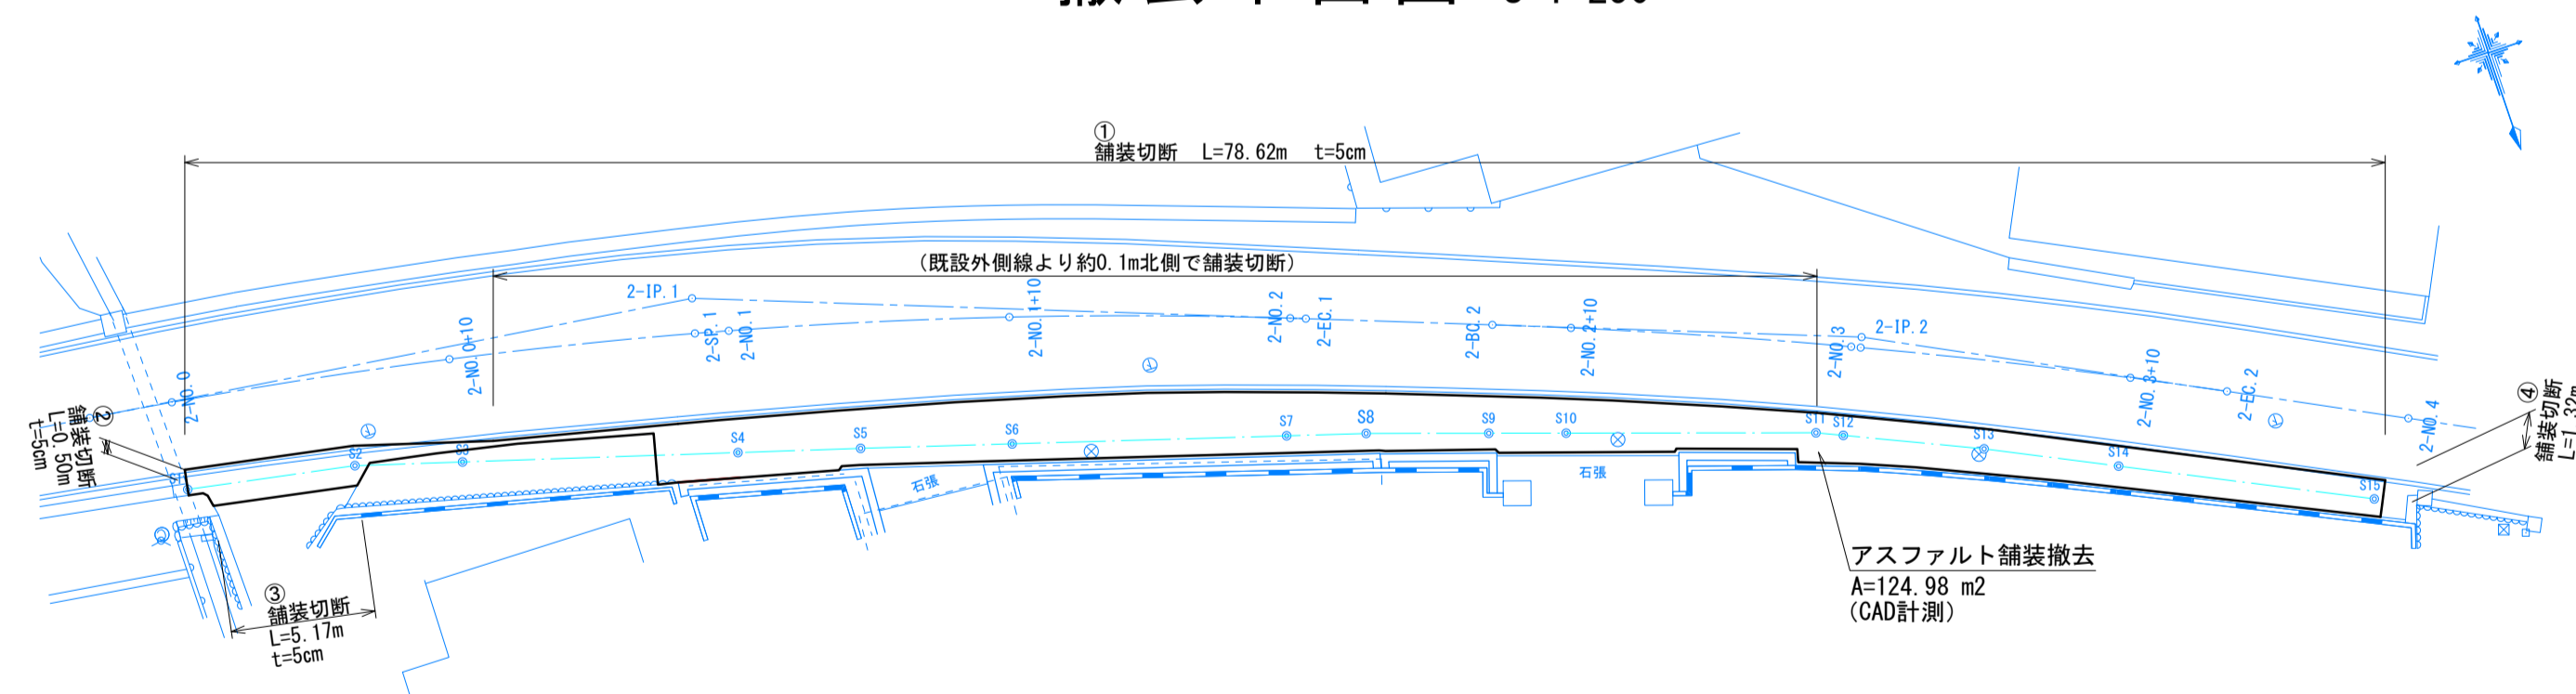 ①
舗装切断 L=78.62m t=5cm
(既設外側線より約0.1m北側で舗装切断)
2-IP.1
2-NO.0
2-NO.0+10
2-SP.1
2-NO.1
2-NO.1+10
2-NO.2
2-EC.1
2-BC.2
2-NO.2+10
2-NO.3
2-IP.2
2-NO.3+10
2-EC.2
2-NO.4
②
舗装切断
L=0.50m
t=5cm
④
舗装切断
S1
S2
S3
S4
S5
S6
S7
S8
S9
S10
S11
S12
S13
S14
S15
石張
石張
③
舗装切断
L=5.17m
t=5cm
アスファルト舗装撤去
A=124.98 m2
(CAD計測)